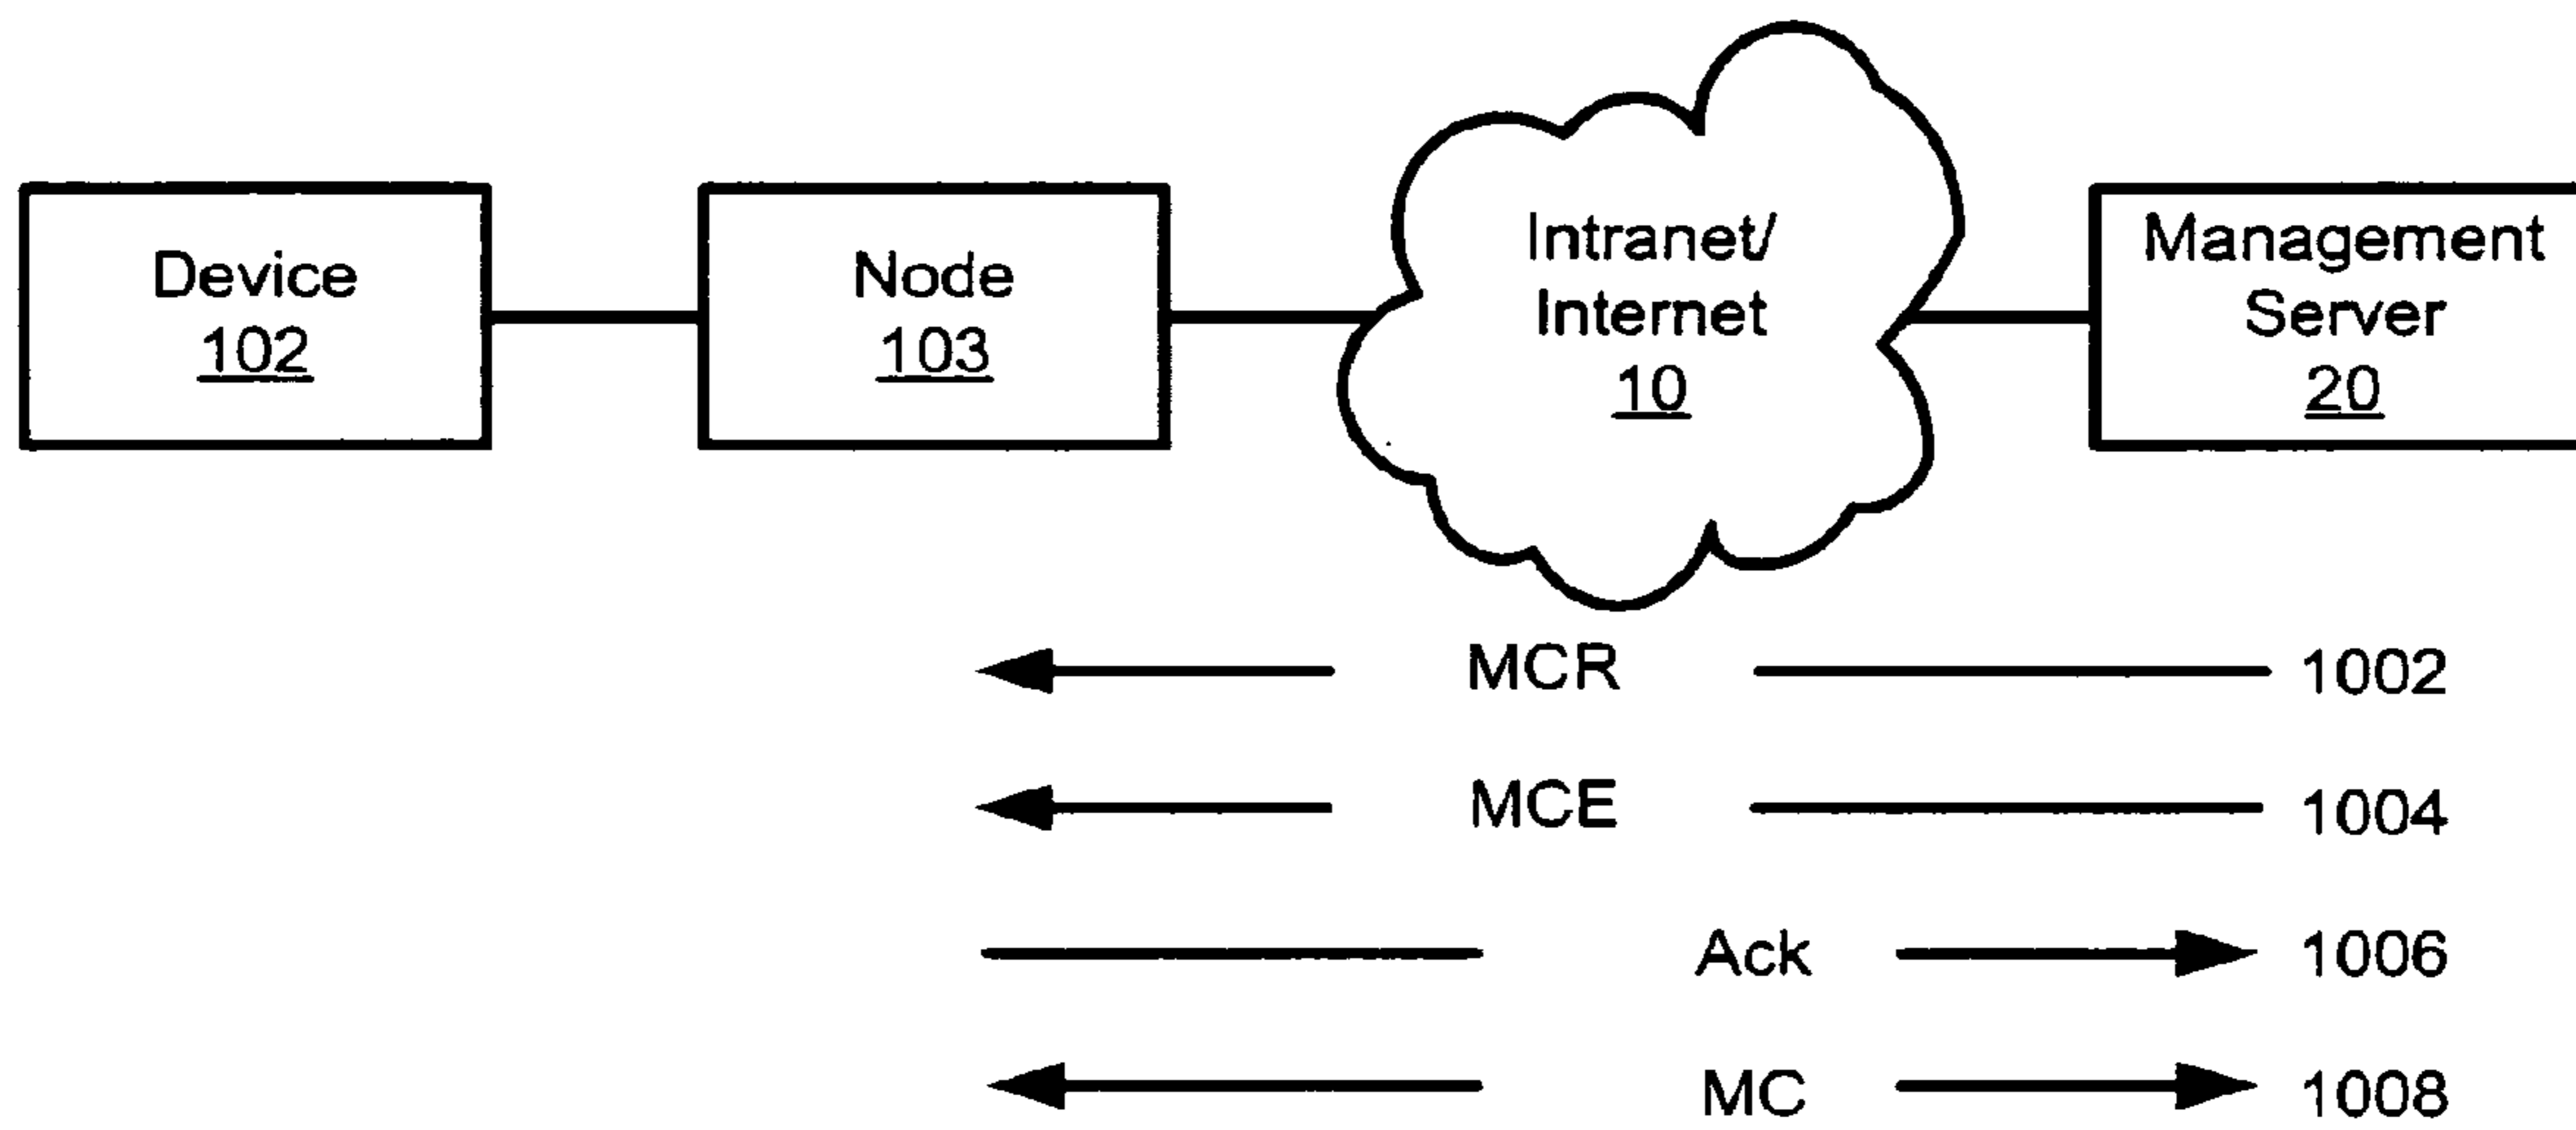 Device
102
Node
103
Intranet/
Internet
10
Management
Server
20
MCR
1002
MCE
1004
Ack
1006
MC
1008